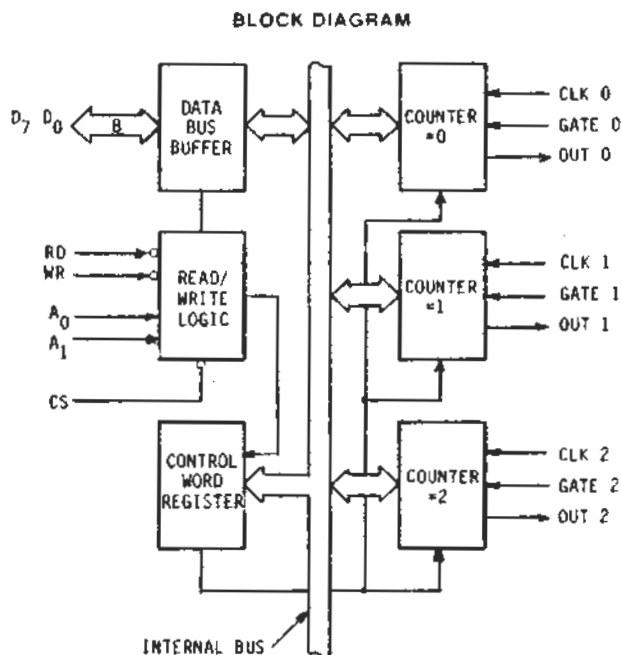 BLOCK DIAGRAM
D7 D0
8
DATA
BUS
BUFFER
COUNTER
*0
CLK 0
GATE 0
OUT 0
RD
WR
A0
A1
CS
READ/
WRITE
LOGIC
COUNTER
*1
CLK 1
GATE 1
OUT 1
CONTROL
WORD
REGISTER
COUNTER
*2
CLK 2
GATE 2
OUT 2
INTERNAL BUS